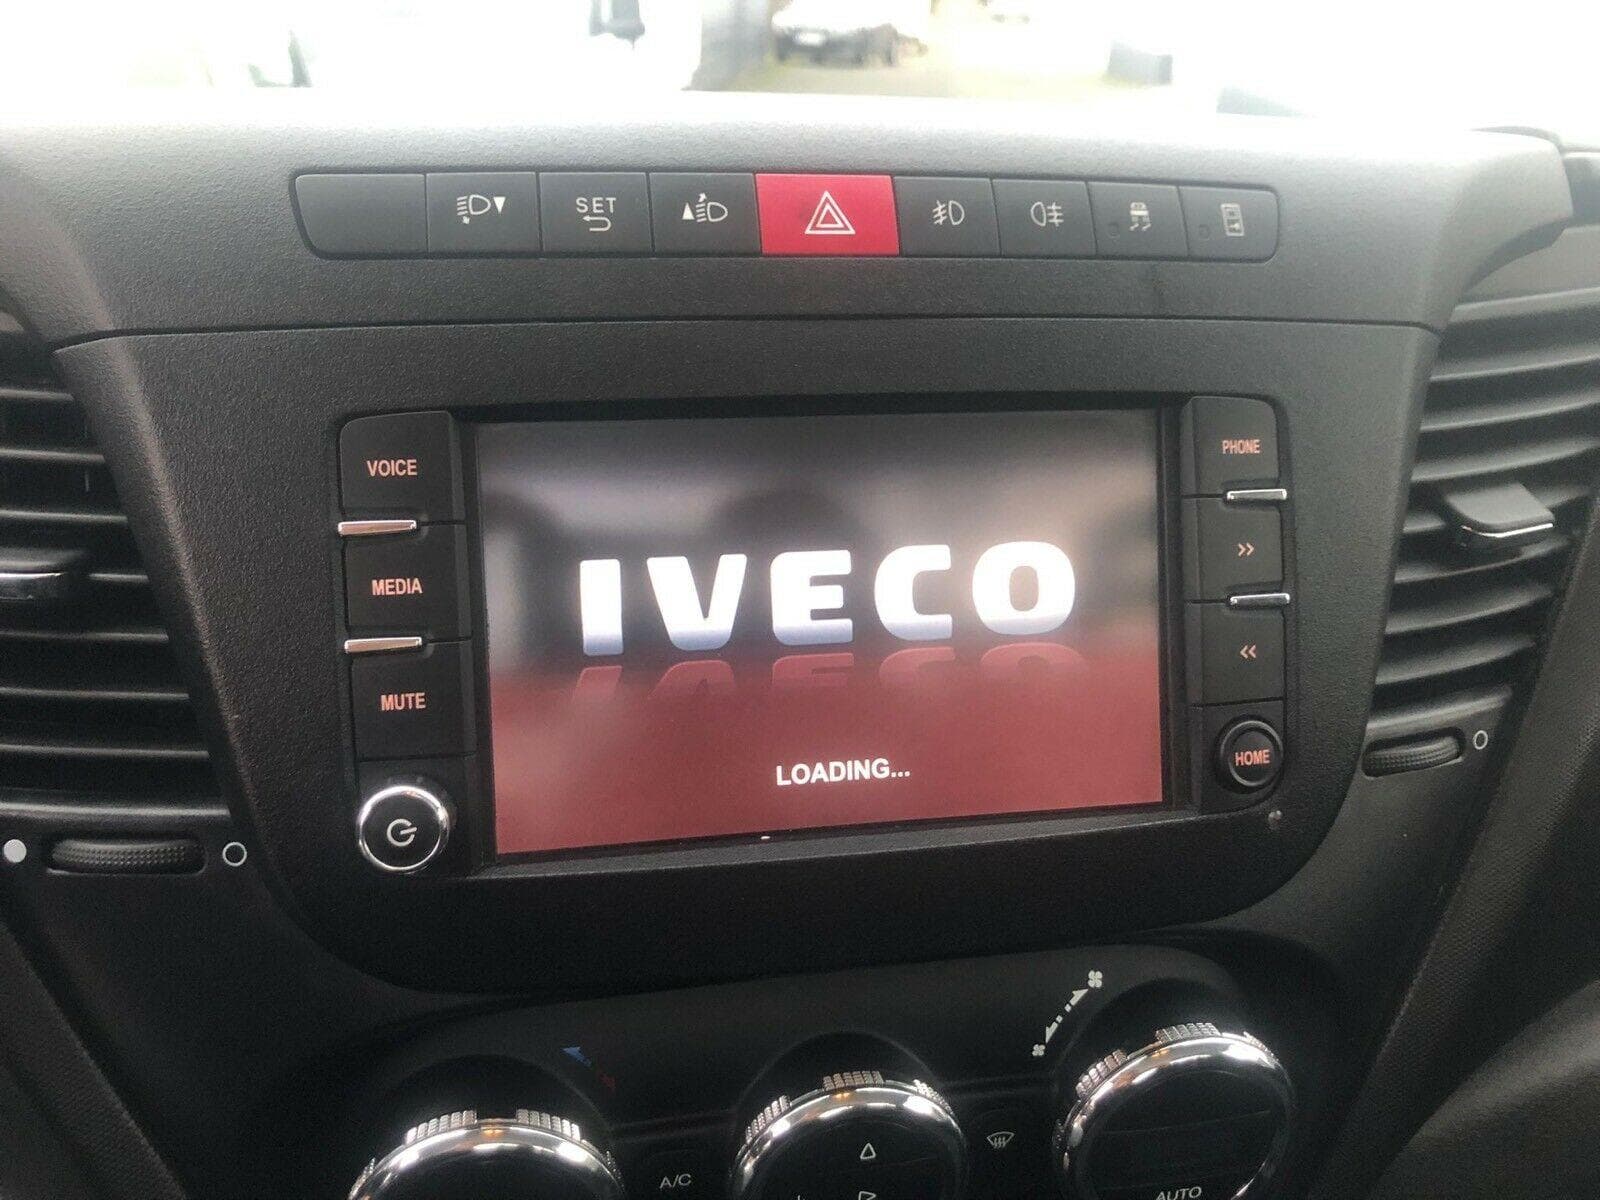 SET
VOICE
PHONE
>>
MEDIA
IVECO
<<
MUTE
HOME
LOADING...
A/C
AUTO